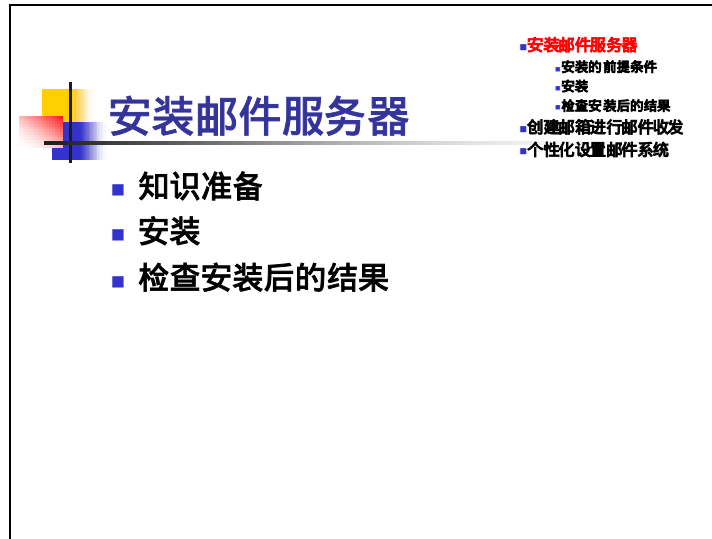 安装邮件服务器
知识准备
安装
检查安装后的结果
安装邮件服务器
安装的前提条件
安装
检查安装后的结果
创建邮箱进行邮件收发
个性化设置邮件系统